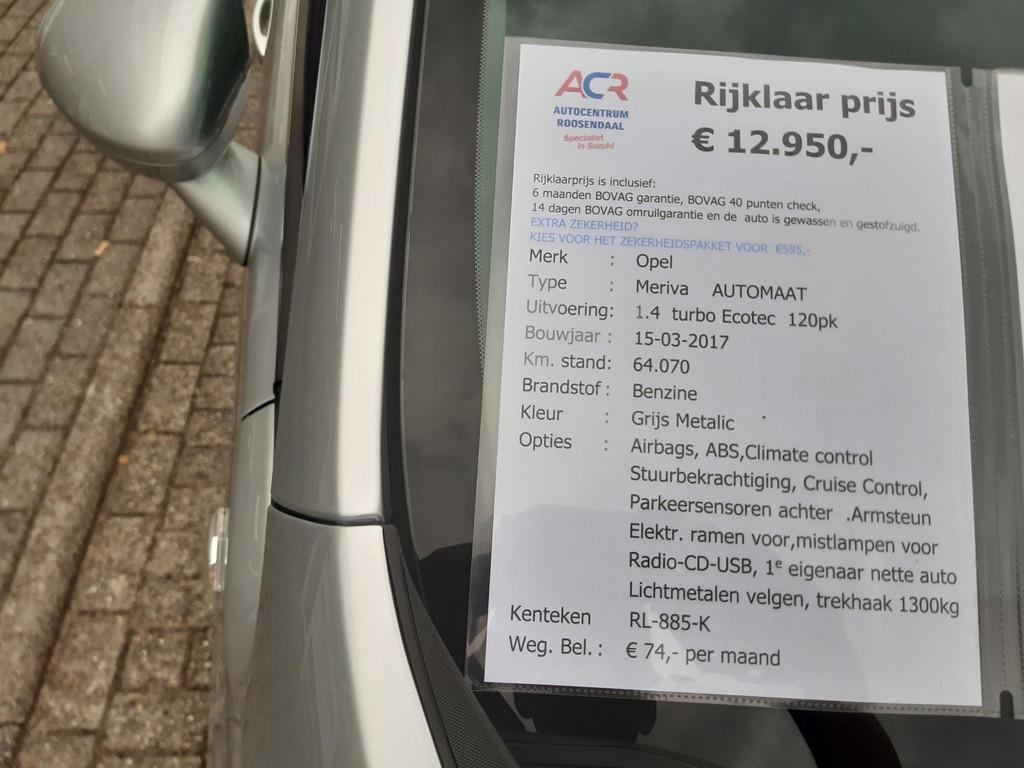 ACR
AUTOCENTRUM
ROOSENDAAL
Specialist
in Suzuki
Rijklaar prijs
€ 12.950,-
Rijklaarprijs is inclusief:
6 maanden BOVAG garantie, BOVAG 40 punten check,
14 dagen BOVAG omruilgarantie en de auto is gewassen en gestofzuigd.
EXTRA ZEKERHEID?
KIES VOOR HET ZEKERHEIDSPAKKET VOOR €595,-
Merk : Opel
Type : Meriva AUTOMAAT
Uitvoering: 1.4 turbo Ecotec 120pk
Bouwjaar : 15-03-2017
Km. stand: 64.070
Brandstof : Benzine
Kleur : Grijs Metalic
Opties : Airbags, ABS,Climate control
Stuurbekrachtiging, Cruise Control,
Parkeersensoren achter .Armsteun
Elektr. ramen voor,mistlampen voor
Radio-CD-USB, 1e eigenaar nette auto
Lichtmetalen velgen, trekhaak 1300kg
Kenteken RL-885-K
Weg. Bel. : € 74,- per maand